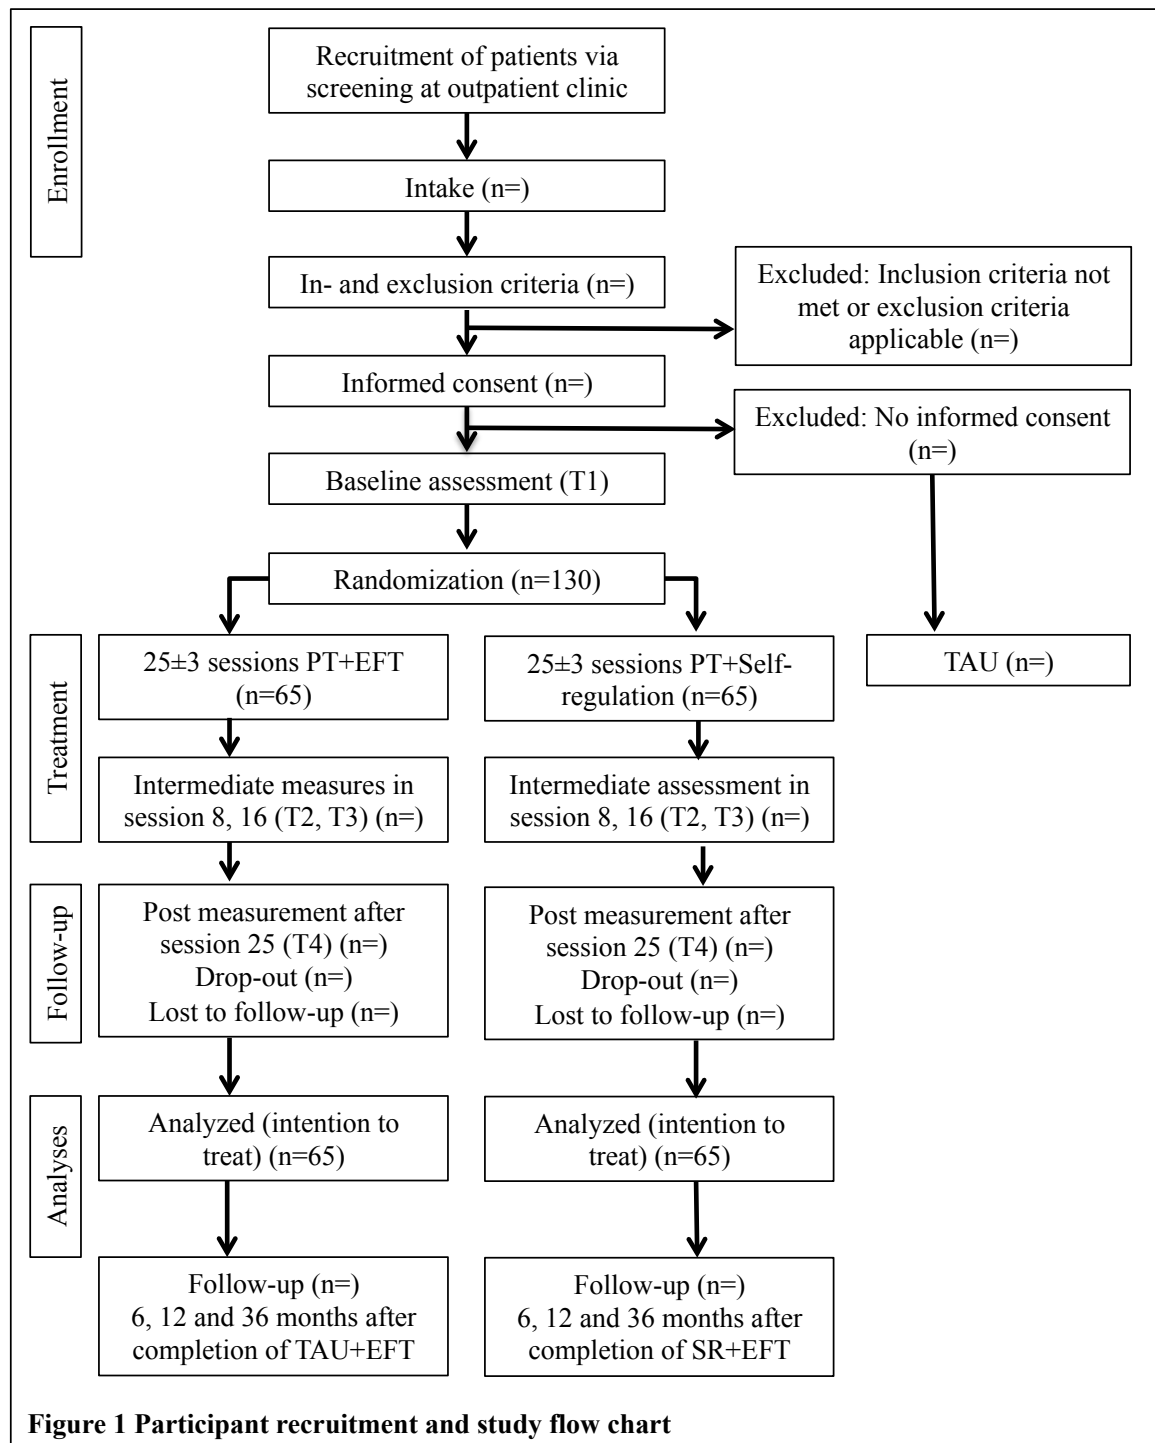 Enrollment
Recruitment of patients via
screening at outpatient clinic
Intake (n=)
In- and exclusion criteria (n=)
Excluded: Inclusion criteria not
met or exclusion criteria
applicable (n=)
Informed consent (n=)
Excluded: No informed consent
(n=)
Baseline assessment (T1)
Randomization (n=130)
Treatment
25±3 sessions PT+EFT
(n=65)
25±3 sessions PT+Self-
regulation (n=65)
TAU (n=)
Intermediate measures in
session 8, 16 (T2, T3) (n=)
Intermediate assessment in
session 8, 16 (T2, T3) (n=)
Follow-up
Post measurement after
session 25 (T4) (n=)
Drop-out (n=)
Lost to follow-up (n=)
Post measurement after
session 25 (T4) (n=)
Drop-out (n=)
Lost to follow-up (n=)
Analyses
Analyzed (intention to
treat) (n=65)
Analyzed (intention to
treat) (n=65)
Follow-up (n=)
6, 12 and 36 months after
completion of TAU+EFT
Follow-up (n=)
6, 12 and 36 months after
completion of SR+EFT
Figure 1 Participant recruitment and study flow chart